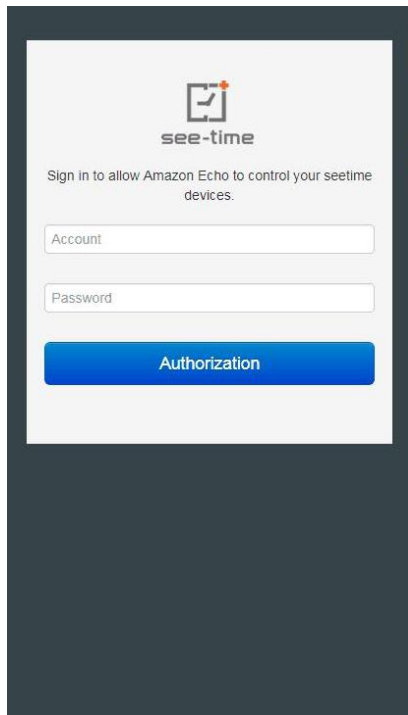 see-time
Sign in to allow Amazon Echo to control your seetime
devices.
Account
Password
Authorization